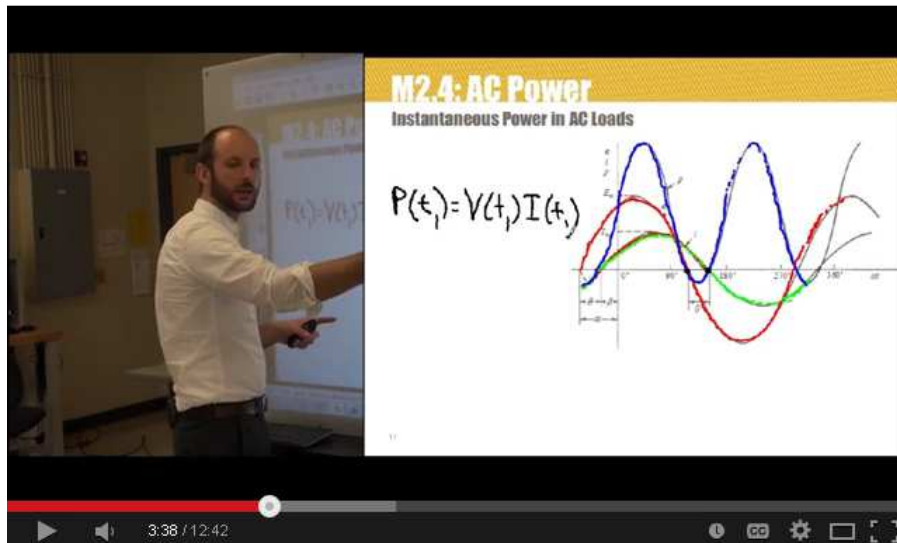 M2.4: AC Power
Instantaneous Power in AC Loads
P(t₁)=V(t₁)I(t₁)
0° 90° 180° 270° 360°
3:38 / 12:42
CC